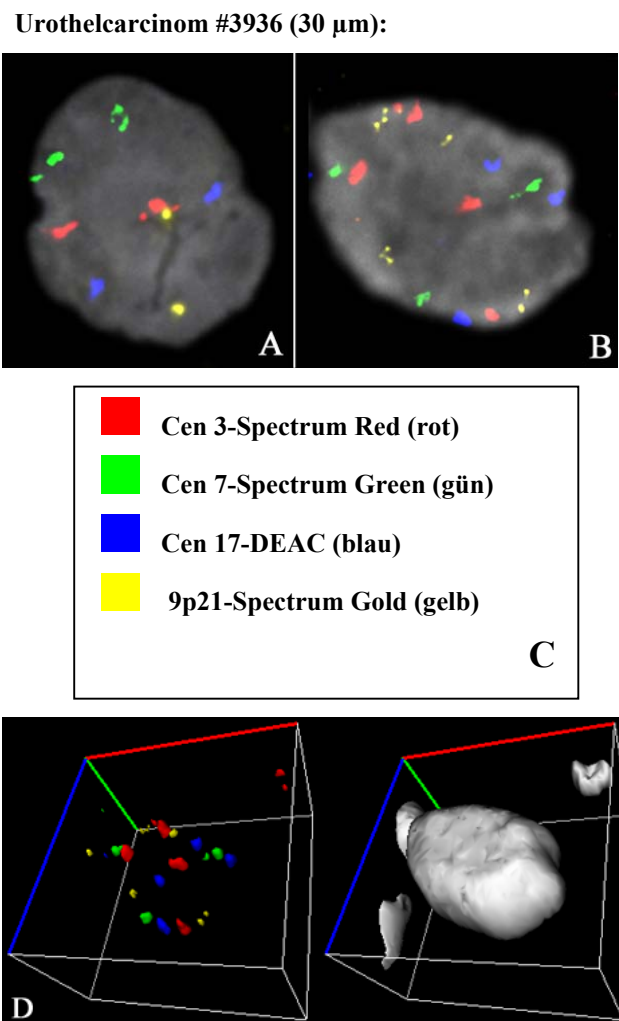 Urothelcarcinom #3936 (30 µm):
A
B
Cen 3-Spectrum Red (rot)
Cen 7-Spectrum Green (gün)
Cen 17-DEAC (blau)
9p21-Spectrum Gold (gelb)
C
D